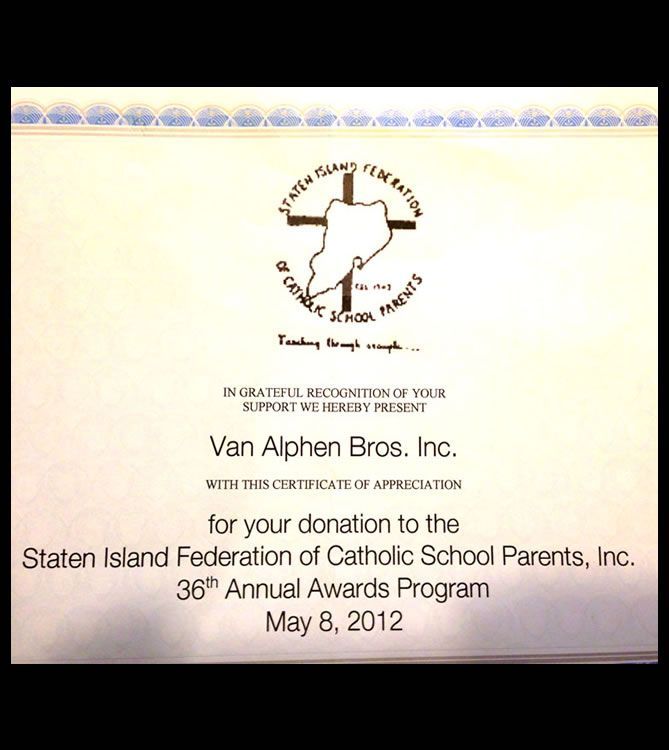 STATEN ISLAND FEDERATION
OF CATHOLIC SCHOOL PARENTS
Teaching through example...
IN GRATEFUL RECOGNITION OF YOUR
SUPPORT WE HEREBY PRESENT
Van Alphen Bros. Inc.
WITH THIS CERTIFICATE OF APPRECIATION
for your donation to the
Staten Island Federation of Catholic School Parents, Inc.
36th Annual Awards Program
May 8, 2012